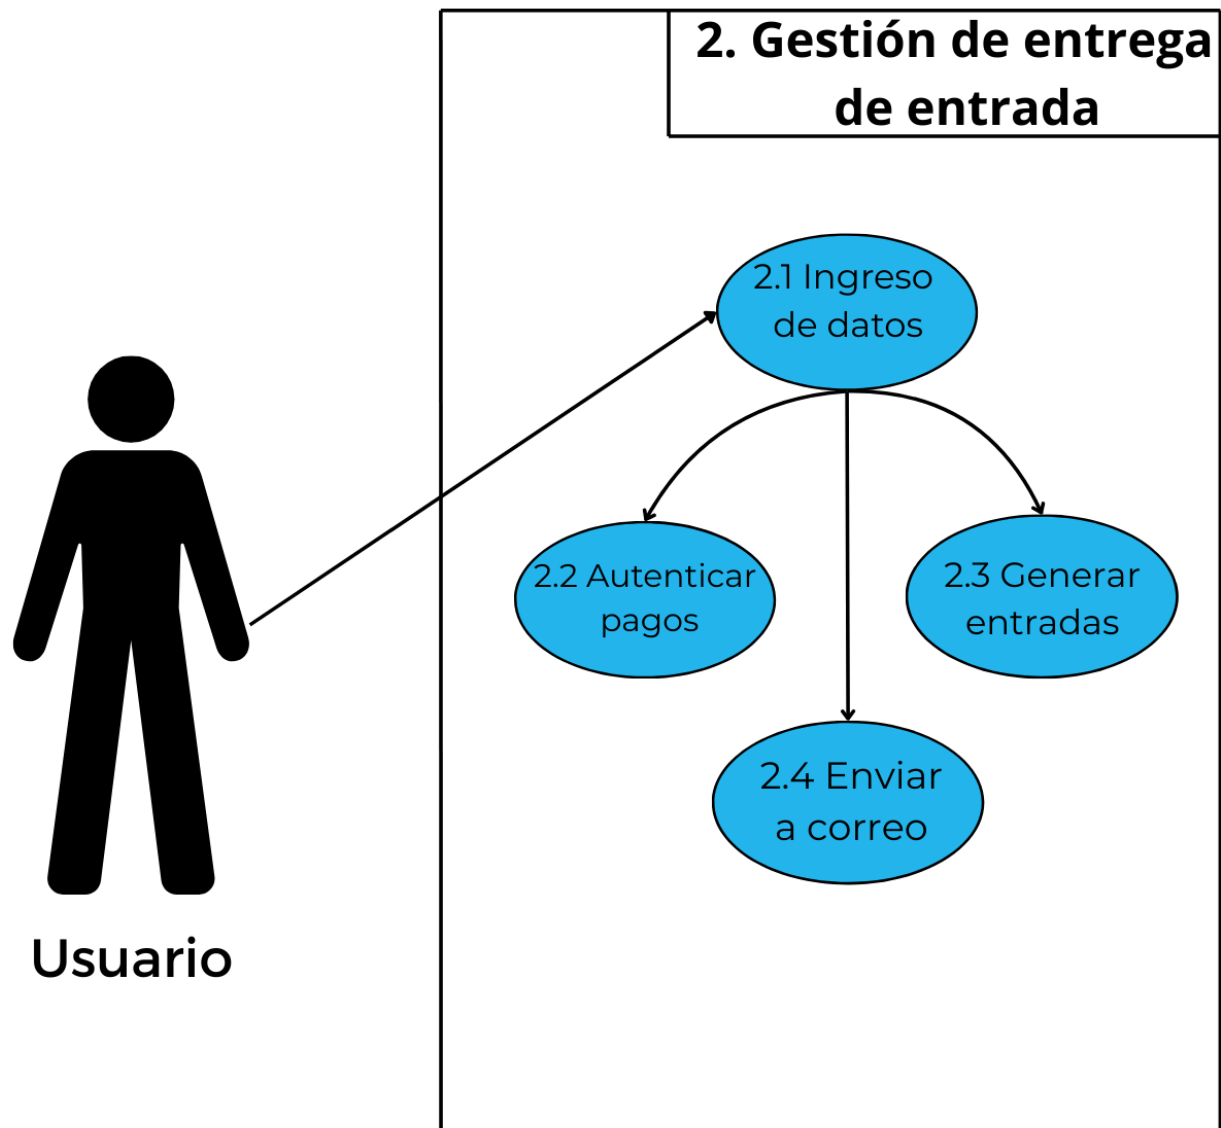 2. Gestión de entrega
de entrada
2.1 Ingreso
de datos
2.2 Autenticar
pagos
2.3 Generar
entradas
2.4 Enviar
a correo
Usuario